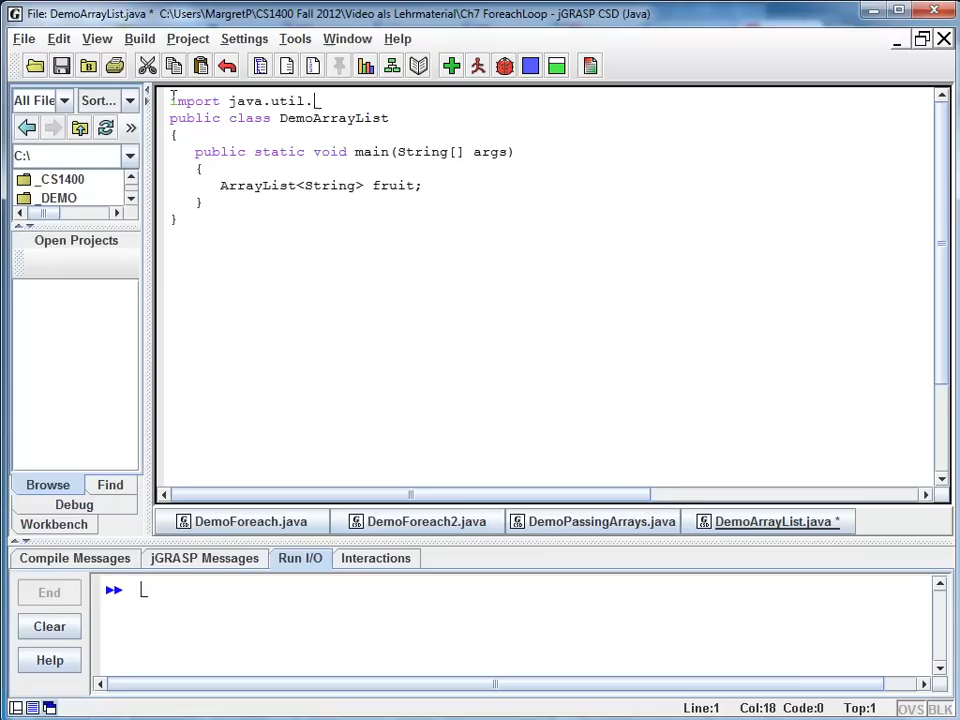 File: DemoArrayList.java * C:\Users\MargretP\CS1400 Fall 2012\Video als Lehrmaterial\Ch7 ForeachLoop - jGRASP CSD (Java)
File Edit View Build Project Settings Tools Window Help
All File Sort...
C:\
_CS1400
_DEMO
Open Projects
Browse Find
Debug
Workbench
import java.util.
public class DemoArrayList
{
public static void main(String[] args)
{
ArrayList<String> fruit;
}
}
DemoForeach.java DemoForeach2.java DemoPassingArrays.java DemoArrayList.java *
Compile Messages jGRASP Messages Run I/O Interactions
End
Clear
Help
Line:1 Col:18 Code:0 Top:1 OVS BLK